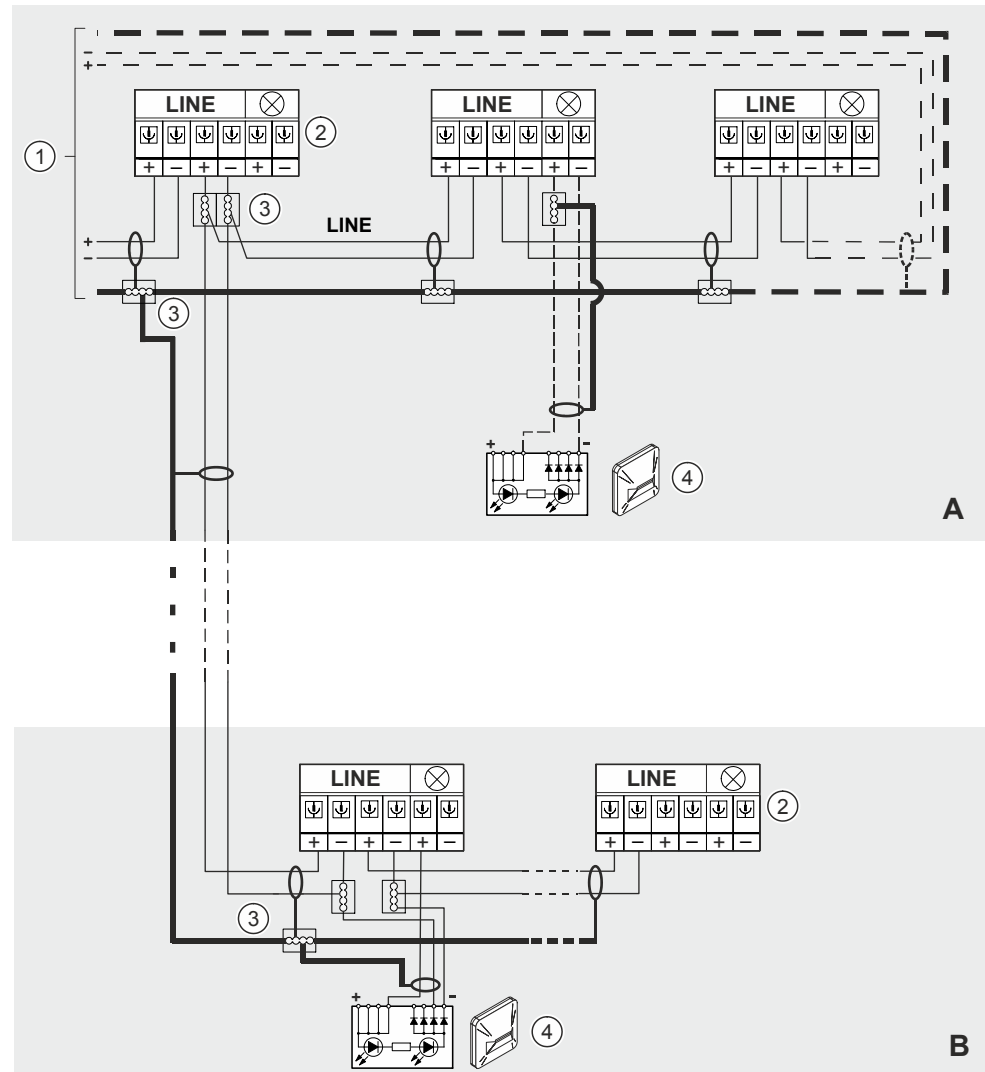 –
+
LINE LINE LINE
1
2
+ – + – + –
+ – + – + –
+ – + – + –
3
LINE
+
–
3
+ -
4
A
LINE LINE
2
+ – + – + –
+ – + – + –
3
+ -
4
B